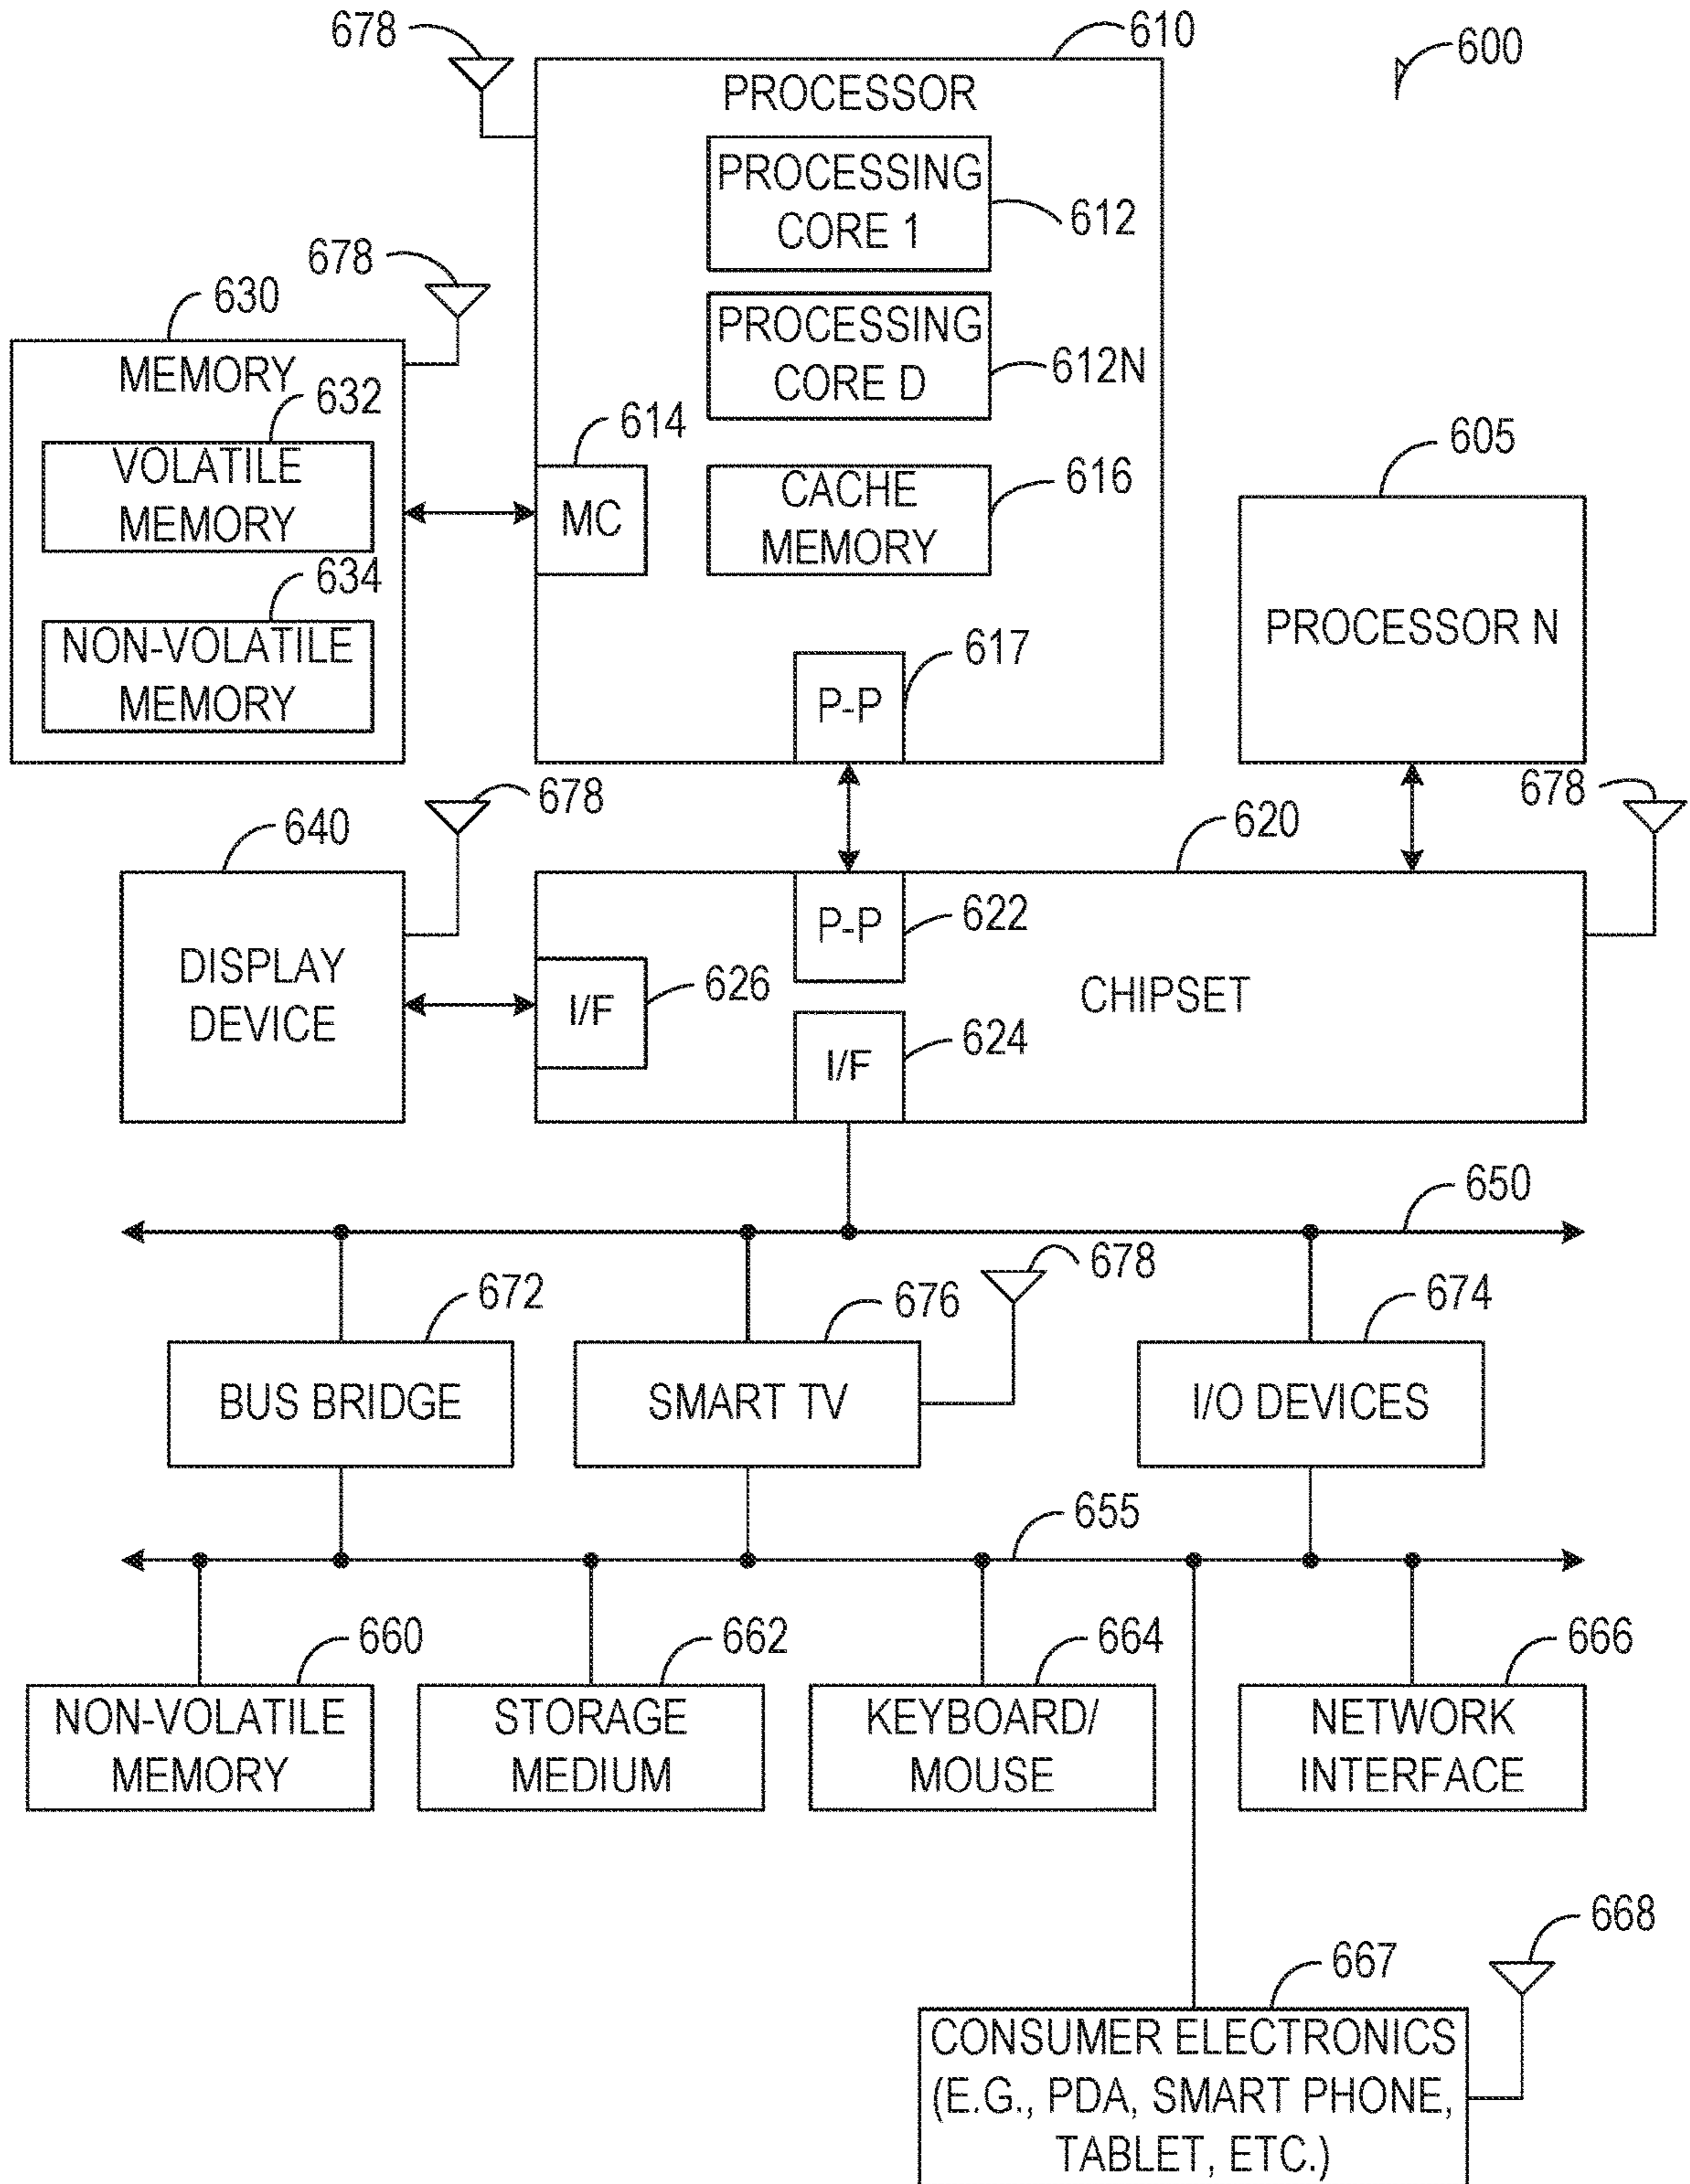 678
610
600
PROCESSOR
PROCESSING
CORE 1
612
678
630
PROCESSING
CORE D
612N
MEMORY
632
614
605
VOLATILE
MEMORY
MC
CACHE
MEMORY
616
634
PROCESSOR N
NON-VOLATILE
MEMORY
617
P-P
678
678
640
620
P-P
622
DISPLAY
DEVICE
626
I/F
CHIPSET
624
I/F
650
678
672
676
674
BUS BRIDGE
SMART TV
I/O DEVICES
655
660
662
664
666
NON-VOLATILE
MEMORY
STORAGE
MEDIUM
KEYBOARD/
MOUSE
NETWORK
INTERFACE
668
667
CONSUMER ELECTRONICS
(E.G., PDA, SMART PHONE,
TABLET, ETC.)